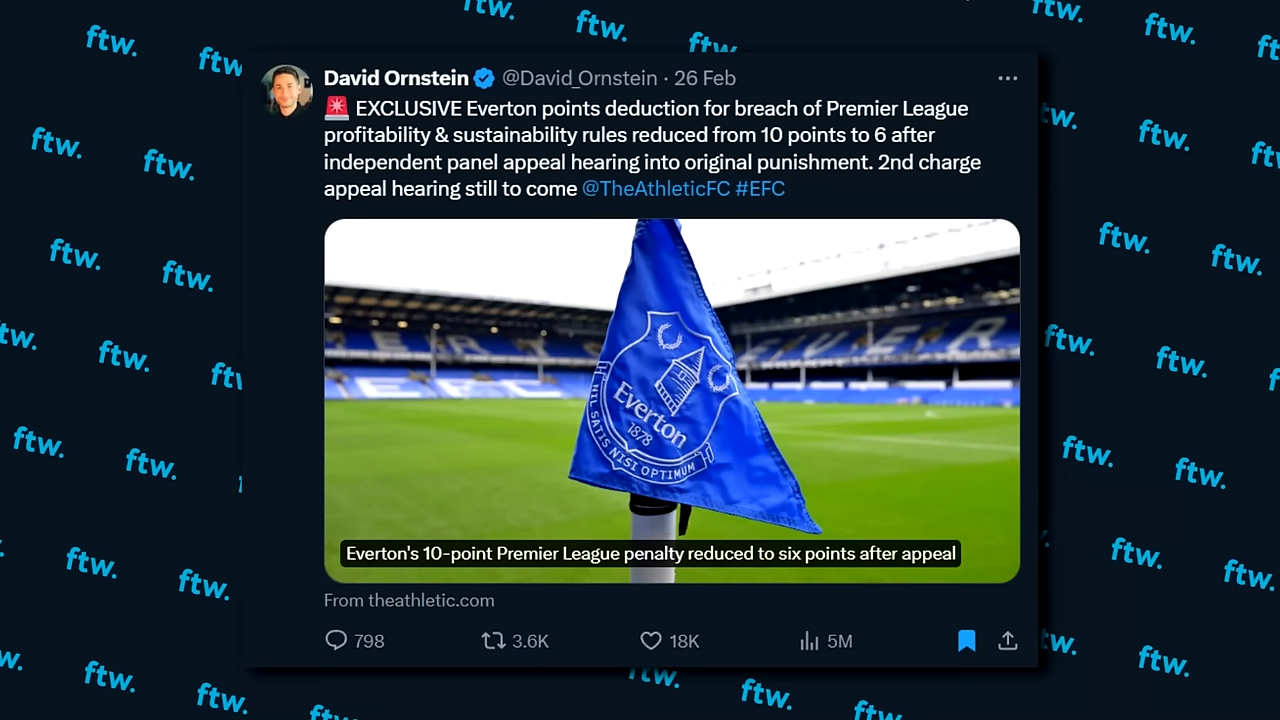 David Ornstein @David_Ornstein · 26 Feb
🚨 EXCLUSIVE Everton points deduction for breach of Premier League
profitability & sustainability rules reduced from 10 points to 6 after
independent panel appeal hearing into original punishment. 2nd charge
appeal hearing still to come @TheAthleticFC #EFC
Everton
1878
NIL SATIS NISI OPTIMUM
Everton's 10-point Premier League penalty reduced to six points after appeal
From theathletic.com
798 3.6K 18K 5M
ftw.